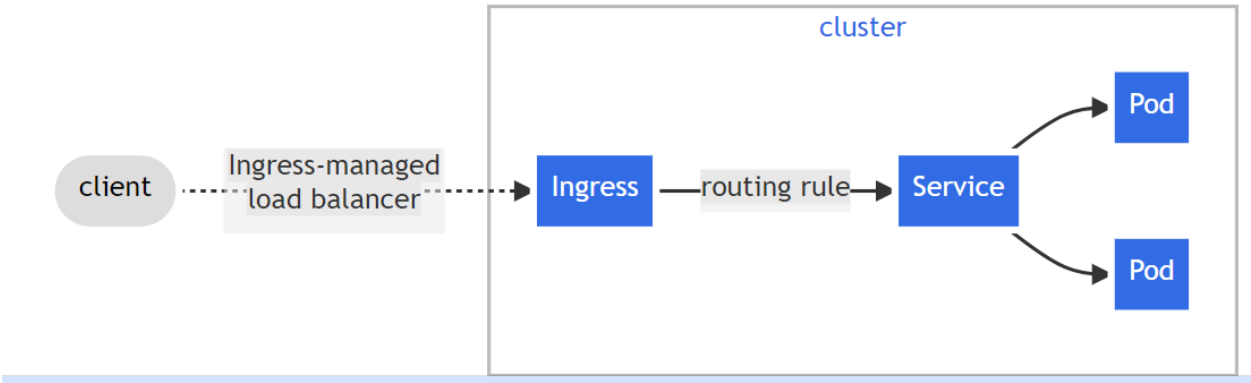 cluster
client
Ingress-managed
load balancer
Ingress
routing rule
Service
Pod
Pod